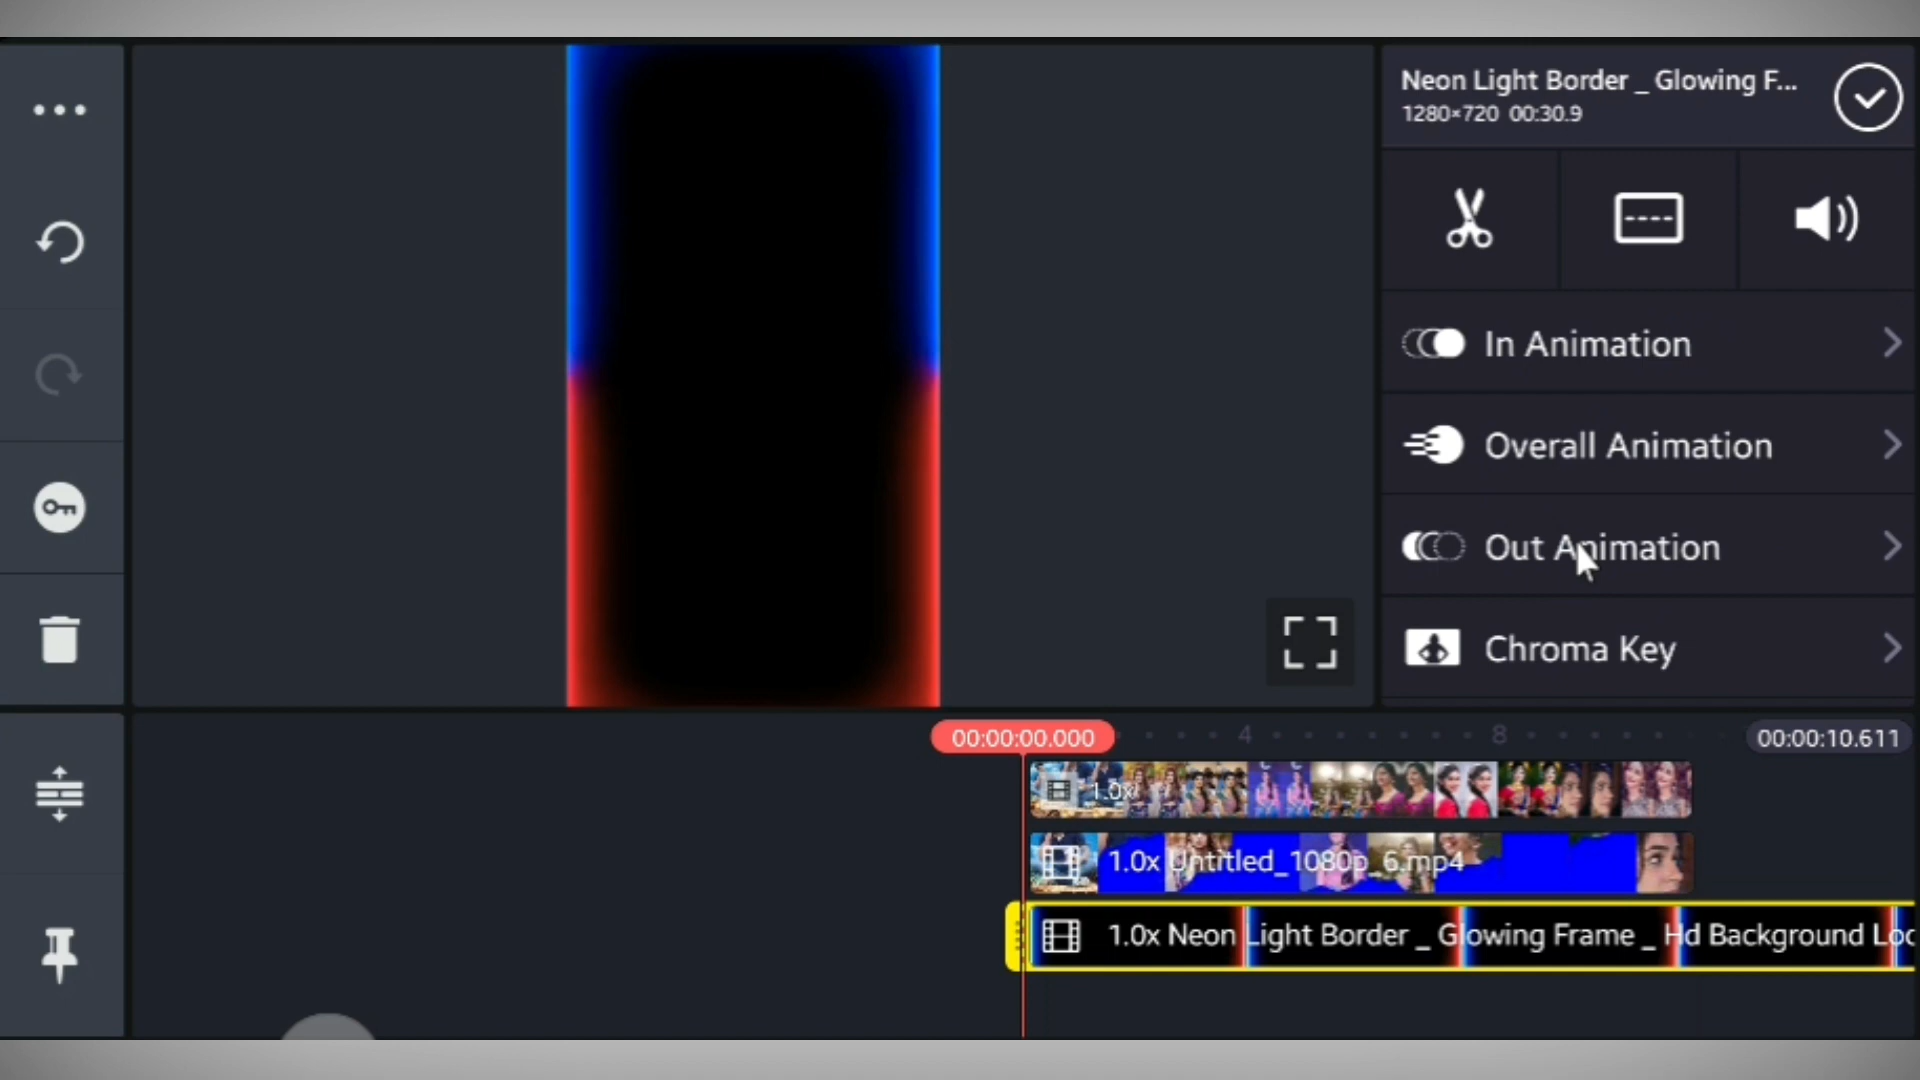 Neon Light Border _ Glowing F...
1280×720 00:30.9
In Animation
Overall Animation
Out Animation
Chroma Key
00:00:00.000
4
8
00:00:10.611
1.0x
1.0x Untitled_1080p_6.mp4
1.0x Neon Light Border _ Glowing Frame _ Hd Background Loo